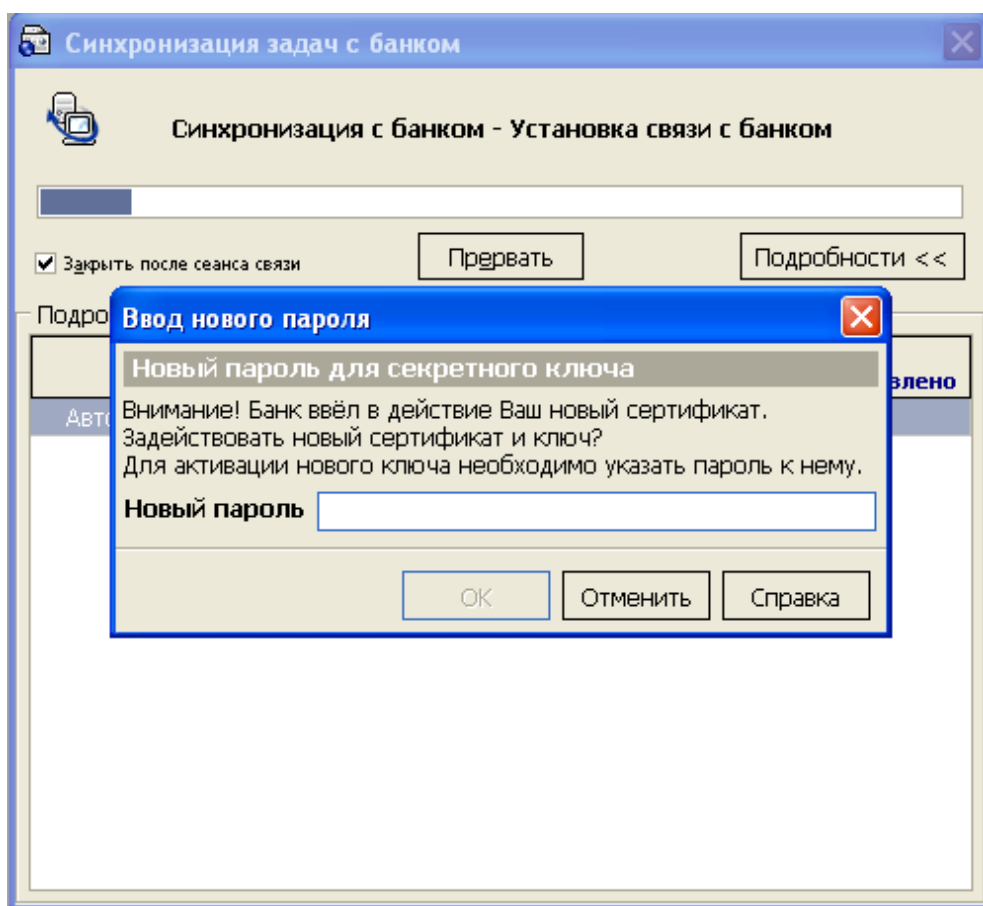 Синхронизация задач с банком
Синхронизация с банком - Установка связи с банком
Закрыть после сеанса связи
Прервать
Подробности <<
Ввод нового пароля
Новый пароль для секретного ключа
Внимание! Банк ввёл в действие Ваш новый сертификат.
Задействовать новый сертификат и ключ?
Для активации нового ключа необходимо указать пароль к нему.
Новый пароль
ОК
Отменить
Справка